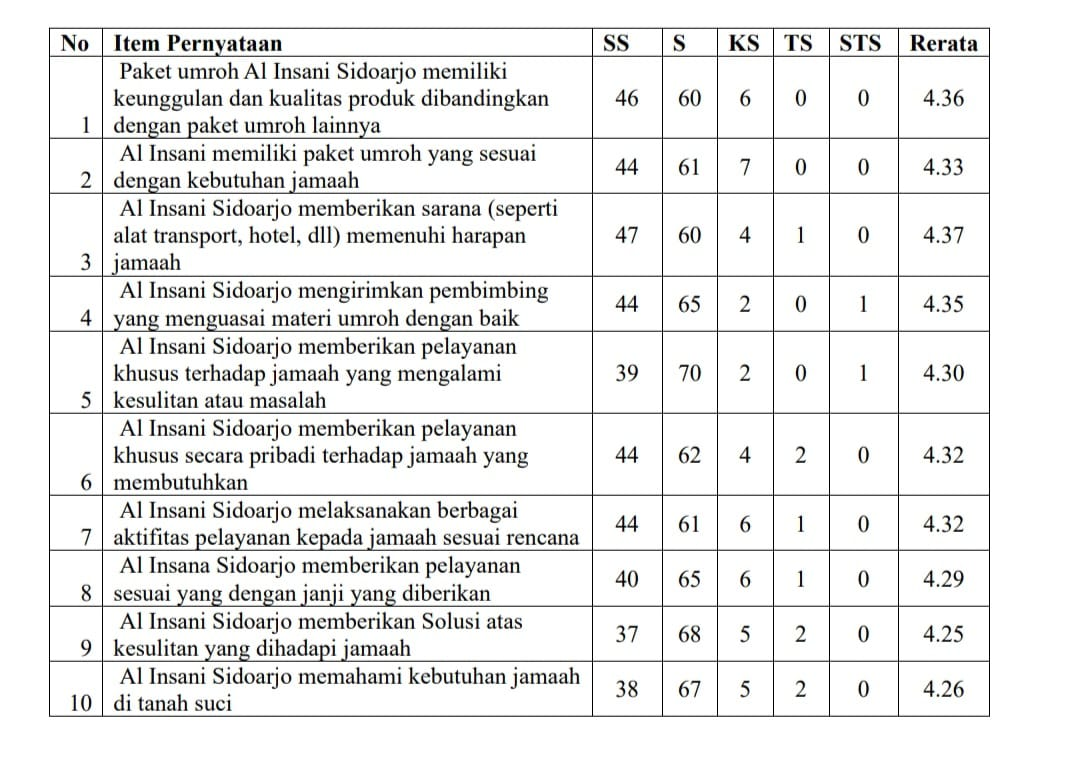 No Item Pernyataan SS S KS TS STS Rerata
Paket umroh Al Insani Sidoarjo memiliki
keunggulan dan kualitas produk dibandingkan 46 60 6 0 0 4.36
1 dengan paket umroh lainnya
Al Insani memiliki paket umroh yang sesuai
44 61 7 0 0 4.33
2 dengan kebutuhan jamaah
Al Insani Sidoarjo memberikan sarana (seperti
alat transport, hotel, dll) memenuhi harapan 47 60 4 1 0 4.37
3 jamaah
Al Insani Sidoarjo mengirimkan pembimbing
44 65 2 0 1 4.35
4 yang menguasai materi umroh dengan baik
Al Insani Sidoarjo memberikan pelayanan
khusus terhadap jamaah yang mengalami 39 70 2 0 1 4.30
5 kesulitan atau masalah
Al Insani Sidoarjo memberikan pelayanan
khusus secara pribadi terhadap jamaah yang 44 62 4 2 0 4.32
6 membutuhkan
Al Insani Sidoarjo melaksanakan berbagai
44 61 6 1 0 4.32
7 aktifitas pelayanan kepada jamaah sesuai rencana
Al Insana Sidoarjo memberikan pelayanan
40 65 6 1 0 4.29
8 sesuai yang dengan janji yang diberikan
Al Insani Sidoarjo memberikan Solusi atas
37 68 5 2 0 4.25
9 kesulitan yang dihadapi jamaah
Al Insani Sidoarjo memahami kebutuhan jamaah
38 67 5 2 0 4.26
10 di tanah suci